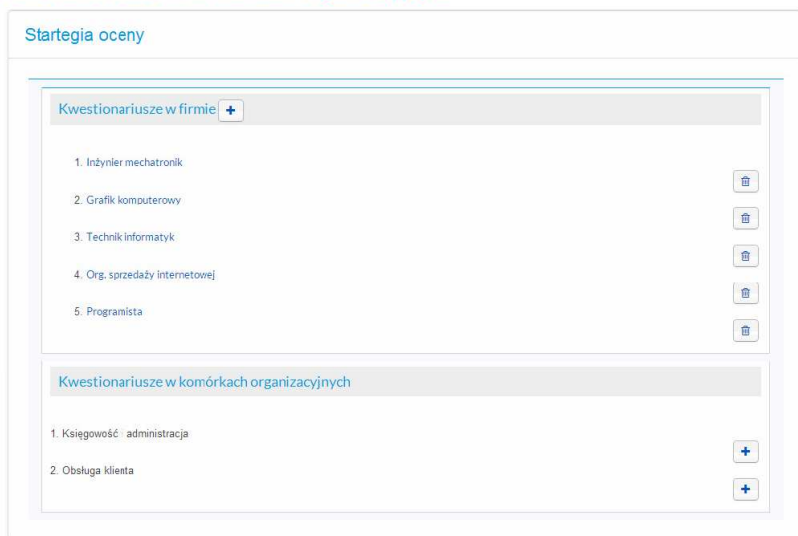 Startegia oceny
Kwestionariusze w firmie
1. Inżynier mechatronik
2. Grafik komputerowy
3. Technik informatyk
4. Org. sprzedaży internetowej
5. Programista
Kwestionariusze w komórkach organizacyjnych
1. Księgowość i administracja
2. Obsługa klienta